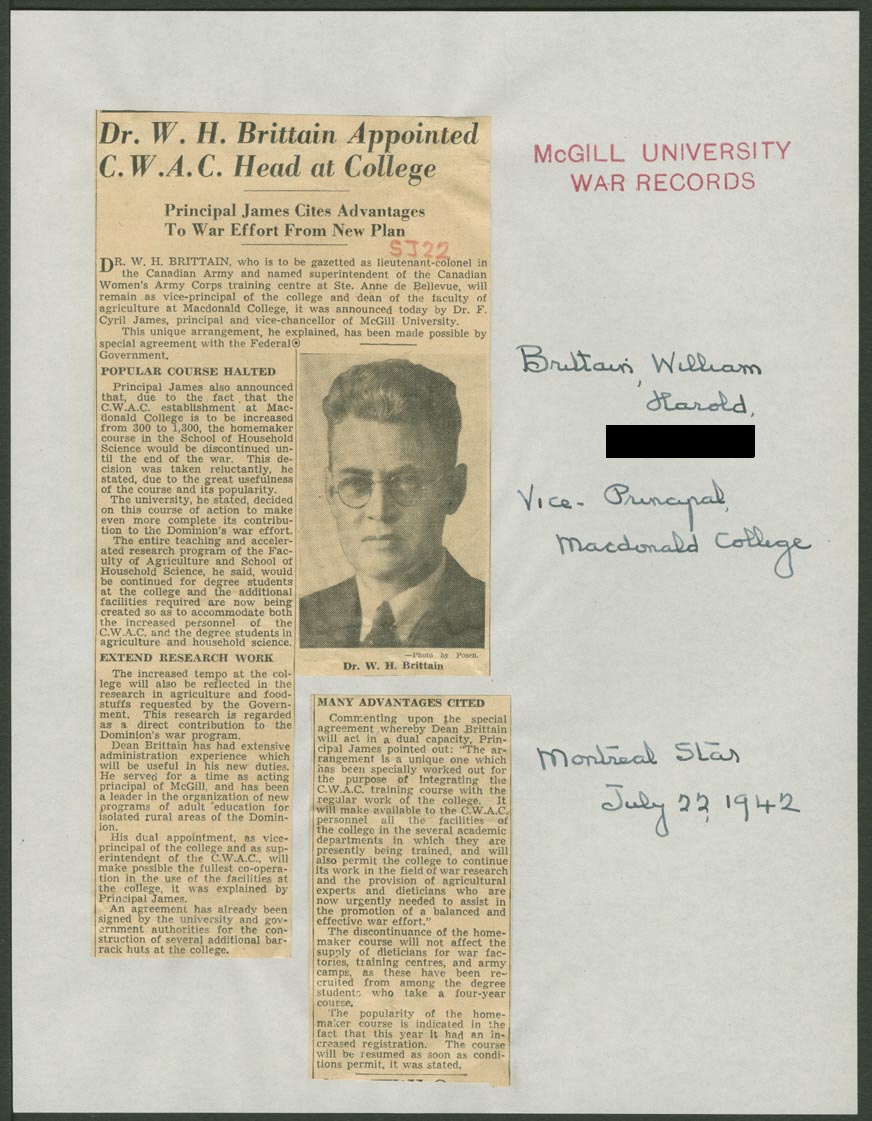 Dr. W. H. Brittain Appointed
C.W.A.C. Head at College
Principal James Cites Advantages
To War Effort From New Plan
SJ22
DR. W. H. BRITTAIN, who is to be gazetted as lieutenant-colonel in
the Canadian Army and named superintendent of the Canadian
Women's Army Corps training centre at Ste. Anne de Bellevue, will
remain as vice-principal of the college and dean of the faculty of
agriculture at Macdonald College, it was announced today by Dr. F.
Cyril James, principal and vice-chancellor of McGill University.
This unique arrangement, he explained, has been made possible by
special agreement with the Federal
Government.
POPULAR COURSE HALTED
Principal James also announced
that, due to the fact that the
C.W.A.C. establishment at Mac-
donald College is to be increased
from 300 to 1,300, the homemaker
course in the School of Household
Science would be discontinued un-
til the end of the war. This de-
cision was taken reluctantly, he
stated, due to the great usefulness
of the course and its popularity.
The university, he stated, decided
on this course of action to make
even more complete its contribu-
tion to the Dominion's war effort.
The entire teaching and acceler-
ated research program of the Fac-
ulty of Agriculture and School of
Household Science, he said, would
be continued for degree students
at the college and the additional
facilities required are now being
created so as to accommodate both
the increased personnel of the
C.W.A.C. and the degree students in
agriculture and household science.
EXTEND RESEARCH WORK
The increased tempo at the col-
lege will also be reflected in the
research in agriculture and food-
stuffs requested by the Govern-
ment. This research is regarded
as a direct contribution to the
Dominion's war program.
Dean Brittain has had extensive
administration experience which
will be useful in his new duties.
He served for a time as acting
principal of McGill, and has been
a leader in the organization of new
programs of adult education for
isolated rural areas of the Domin-
ion.
His dual appointment, as vice-
principal of the college and as sup-
erintendent of the C.W.A.C., will
make possible the fullest co-opera-
tion in the use of the facilities at
the college, it was explained by
Principal James.
An agreement has already been
signed by the university and gov-
ernment authorities for the con-
struction of several additional bar-
rack huts at the college.
—Photo by Posen.
Dr. W. H. Brittain
MANY ADVANTAGES CITED
Commenting upon the special
agreement whereby Dean Brittain
will act in a dual capacity, Prin-
cipal James pointed out: "The ar-
rangement is a unique one which
has been specially worked out for
the purpose of integrating the
C.W.A.C. training course with the
regular work of the college. It
will make available to the C.W.A.C.
personnel all the facilities of
the college in the several academic
departments in which they are
presently being trained, and will
also permit the college to continue
its work in the field of war research
and the provision of agricultural
experts and dieticians who are
now urgently needed to assist in
the promotion of a balanced and
effective war effort."
The discontinuance of the home-
maker course will not affect the
supply of dieticians for war fac-
tories, training centres, and army
camps, as these have been re-
cruited from among the degree
students who take a four-year
course.
The popularity of the home-
maker course is indicated in the
fact that this year it had an in-
creased registration. The course
will be resumed as soon as condi-
tions permit, it was stated.
McGILL UNIVERSITY
WAR RECORDS
Brittain, William
Harold,
Vice-Principal,
Macdonald College
Montreal Star
July 22, 1942